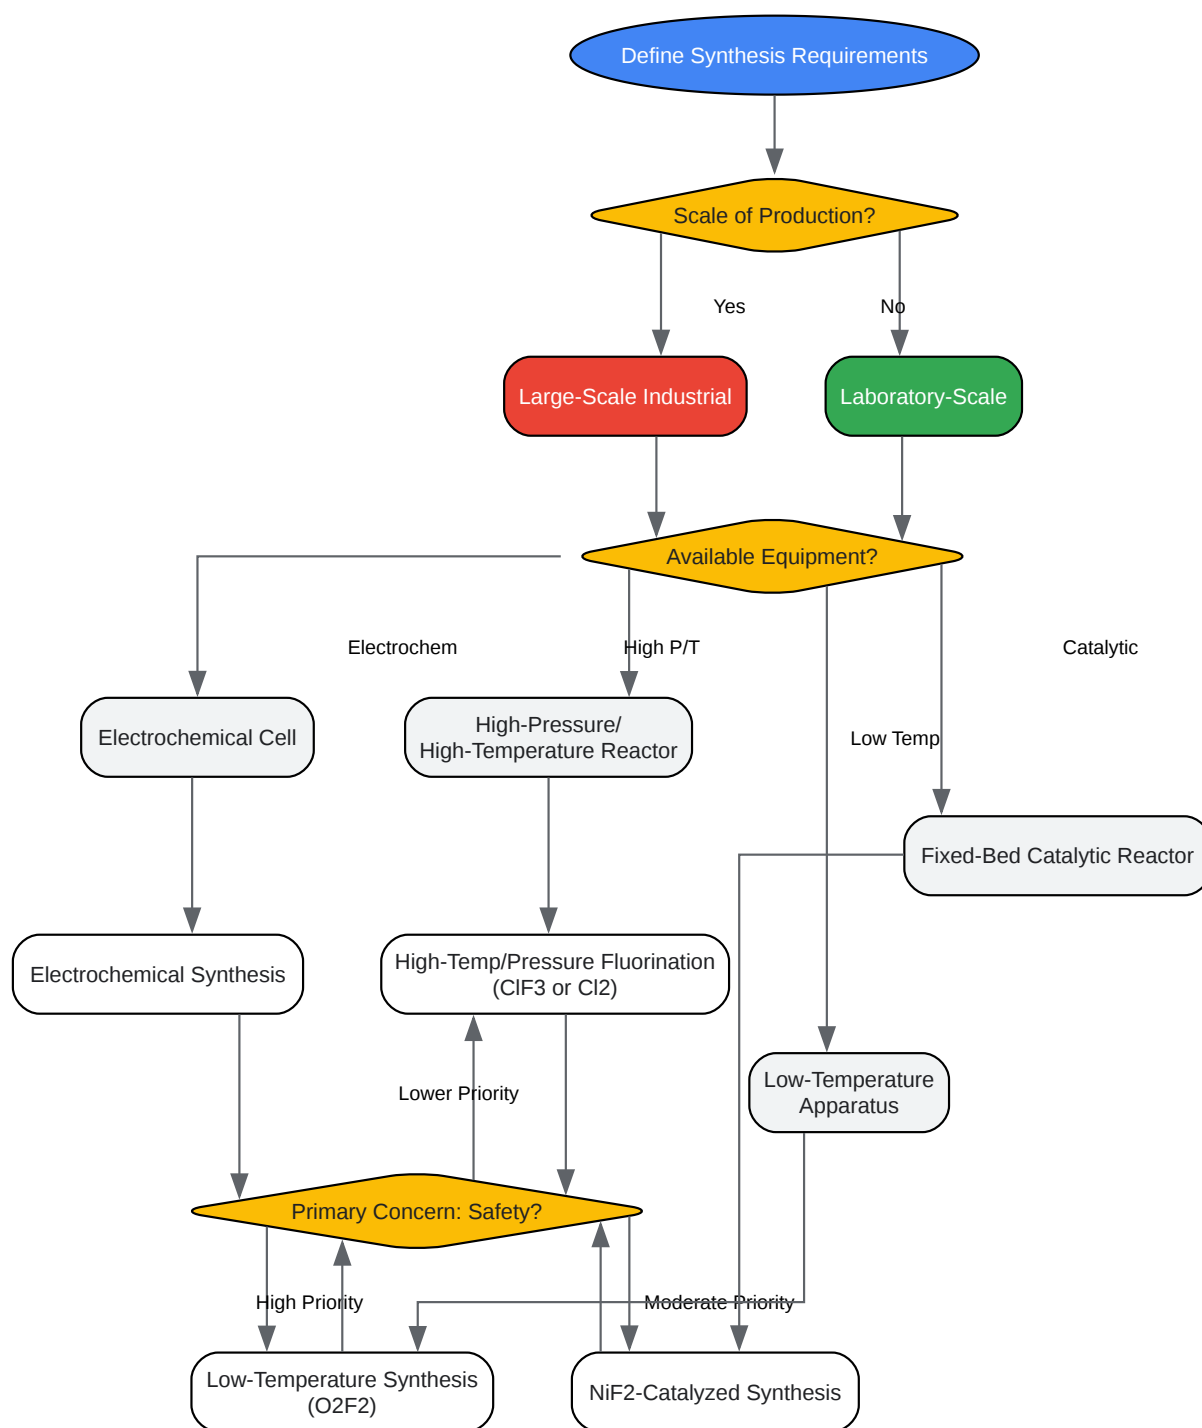 Define Synthesis Requirements
Scale of Production?
Yes
No
Large-Scale Industrial
Laboratory-Scale
Available Equipment?
Electrochem
High P/T
Catalytic
Electrochemical Cell
High-Pressure/
High-Temperature Reactor
Low Temp
Fixed-Bed Catalytic Reactor
Electrochemical Synthesis
High-Temp/Pressure Fluorination
(ClF3 or Cl2)
Low-Temperature
Apparatus
Lower Priority
Primary Concern: Safety?
High Priority
Moderate Priority
Low-Temperature Synthesis
(O2F2)
NiF2-Catalyzed Synthesis